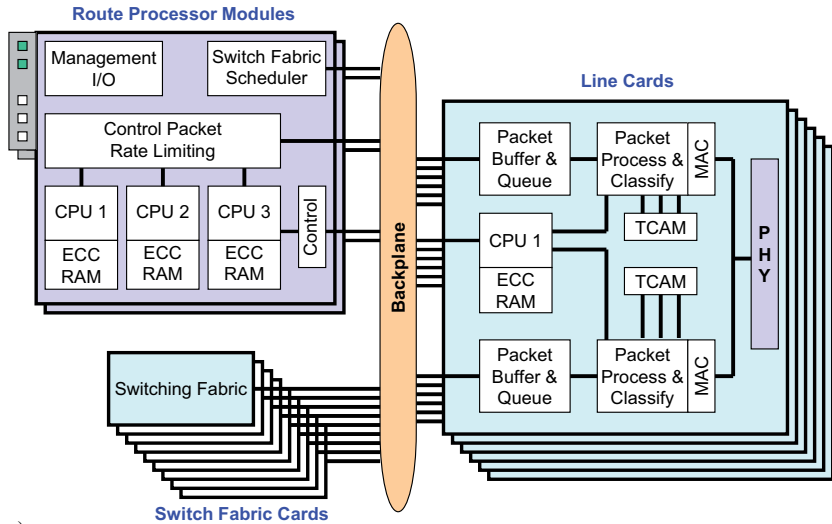 Route Processor Modules
Management
I/O
Switch Fabric
Scheduler
Control Packet
Rate Limiting
CPU 1
CPU 2
CPU 3
ECC
RAM
ECC
RAM
ECC
RAM
Control
Switching Fabric
Switch Fabric Cards
Backplane
Line Cards
Packet
Buffer &
Queue
Packet
Process &
Classify
MAC
TCAM
CPU 1
ECC
RAM
TCAM
Packet
Buffer &
Queue
Packet
Process &
Classify
MAC
P
H
Y
)